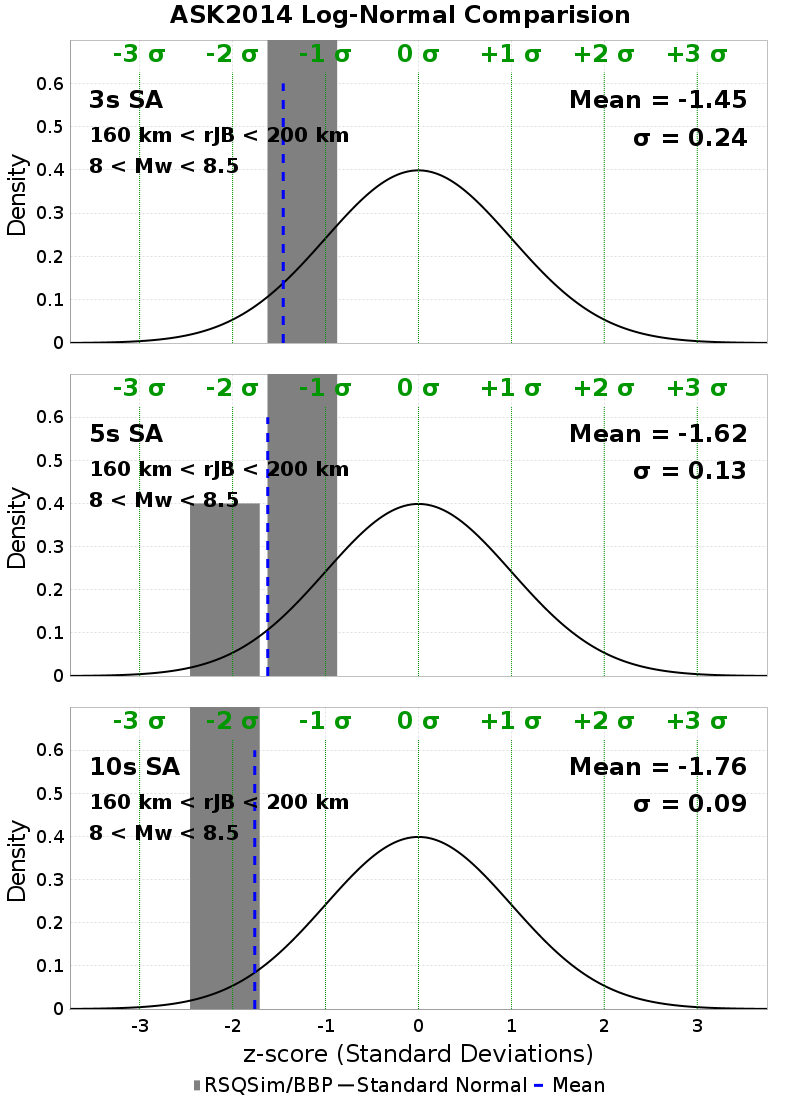 ASK2014 Log-Normal Comparision
-3 σ -2 σ -1 σ 0 σ +1 σ +2 σ +3 σ
0.6
3s SA
Mean = -1.45
0.5
160 km < rJB < 200 km
σ = 0.24
8 < Mw < 8.5
0.4
0.3
0.2
0.1
0
Density
-3 σ -2 σ -1 σ 0 σ +1 σ +2 σ +3 σ
0.6
5s SA
Mean = -1.62
0.5
160 km < rJB < 200 km
σ = 0.13
8 < Mw < 8.5
0.4
0.3
0.2
0.1
0
Density
-3 σ -2 σ -1 σ 0 σ +1 σ +2 σ +3 σ
0.6
10s SA
Mean = -1.76
0.5
160 km < rJB < 200 km
σ = 0.09
8 < Mw < 8.5
0.4
0.3
0.2
0.1
0
Density
-3 -2 -1 0 1 2 3
z-score (Standard Deviations)
RSQSim/BBP Standard Normal Mean